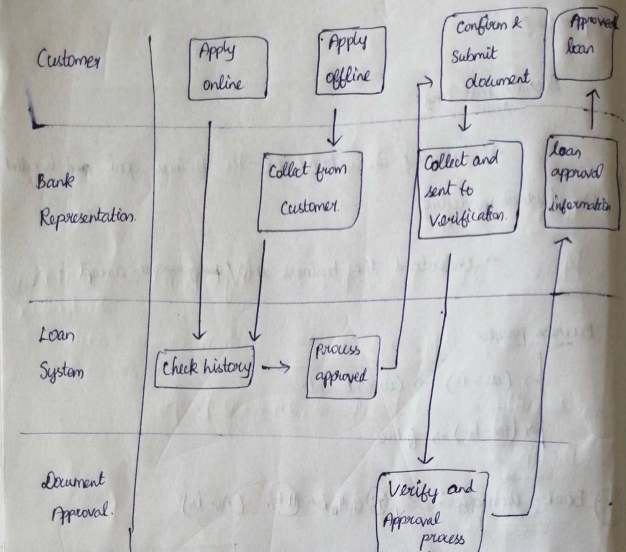 Customer
Apply
online
Apply
offline
Confirm &
Submit
document.
Approved
loan
Bank
Representation.
Collect from
Customer.
Collect and
sent to
Verification.
loan
approval
information
Loan
System
Check history
process
approved
Document
Approval.
Verify and
Approval
process